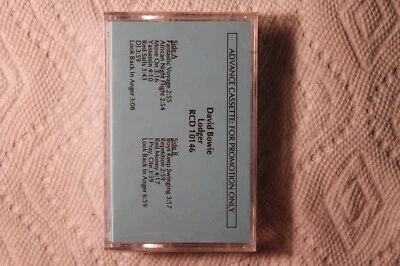 ADVANCE CASSETTE FOR PROMOTION ONLY
David Bowie
Lodger
RCD 10146
Side A
Fantastic Voyage 2:55
African Night Flight 2:54
Move On 3:16
Yassassin 4:10
Red Sails 3:43
DJ 3:59
Look Back In Anger 3:08
Side B
Boys Keep Swinging 3:17
Repetition 2:59
Red Money 4:17
I Pray, Ole 3:59
Look Back In Anger 6:59